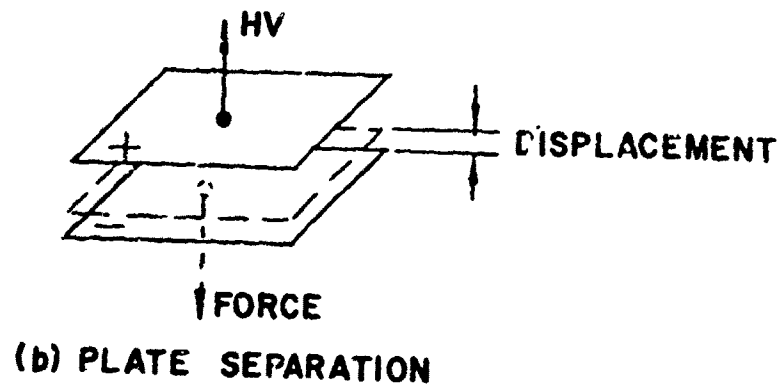 HV
+
DISPLACEMENT
−
FORCE
(b) PLATE SEPARATION